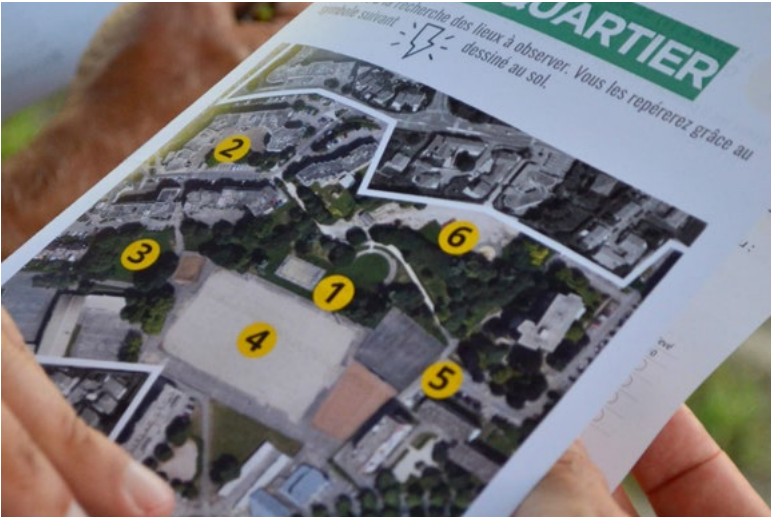 QUARTIER
la recherche des lieux à observer. Vous les repérerez grâce au
symbole suivant
dessiné au sol.
2
3
6
1
4
5